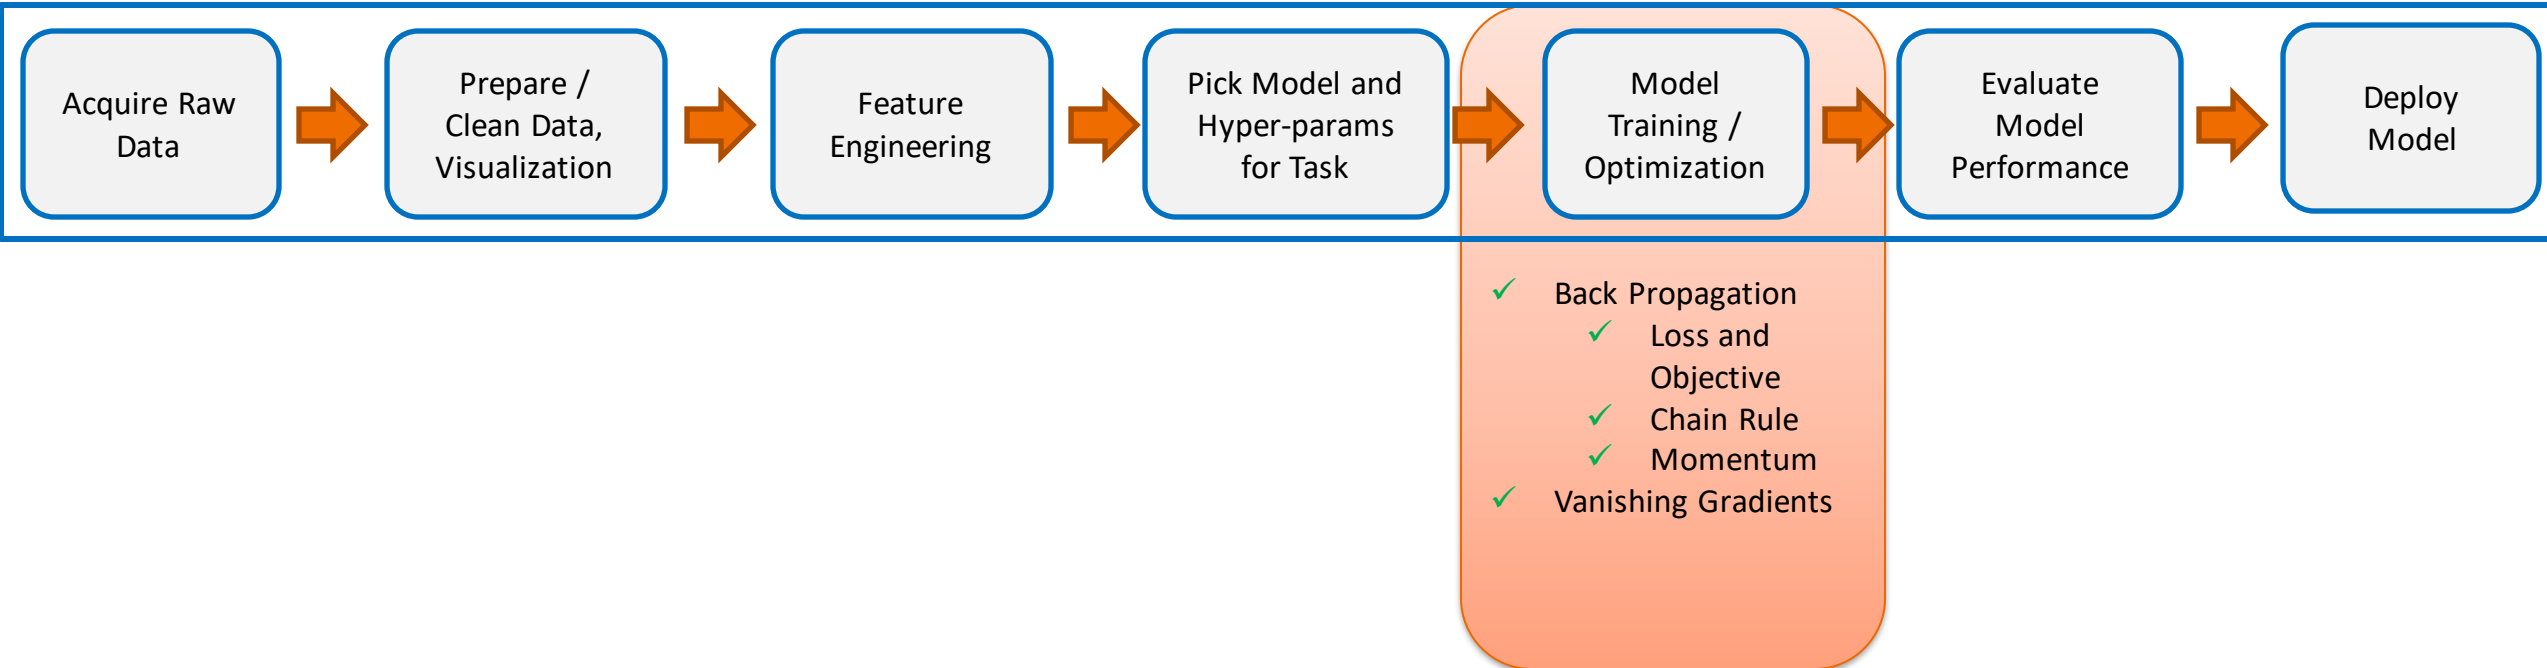 Acquire Raw
Data
Prepare /
Clean Data,
Visualization
Feature
Engineering
Pick Model and
Hyper-params
for Task
Model
Training /
Optimization
Evaluate
Model
Performance
Deploy
Model
✓ Back Propagation
✓ Loss and
Objective
✓ Chain Rule
✓ Momentum
✓ Vanishing Gradients